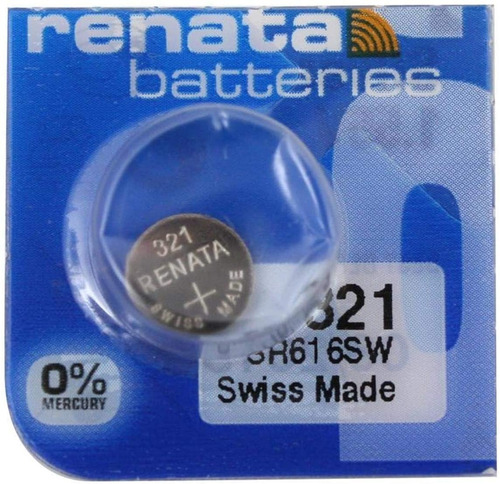 renata
batteries
321
RENATA
+
SWISS MADE
321
SR616SW
Swiss Made
0%
MERCURY